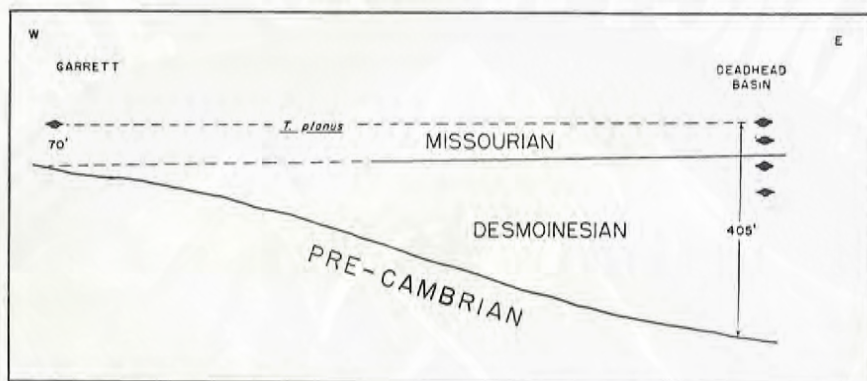 W
E
GARRETT
DEADHEAD
BASIN
T. planus
70'
MISSOURIAN
DESMOINESIAN
405'
PRE-CAMBRIAN